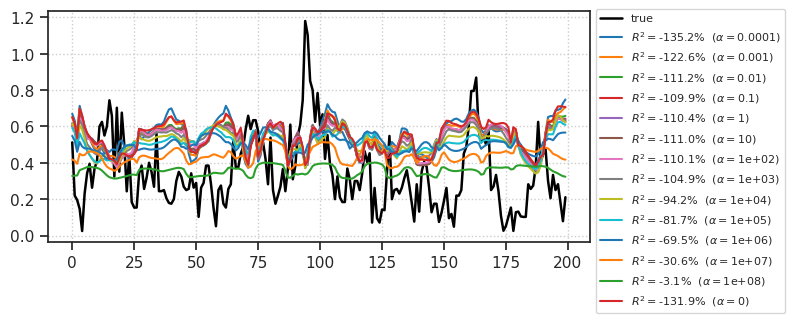 1.2
1.0
0.8
0.6
0.4
0.2
0.0
0 25 50 75 100 125 150 175 200
true
R² = -135.2% (α = 0.0001)
R² = -122.6% (α = 0.001)
R² = -111.2% (α = 0.01)
R² = -109.9% (α = 0.1)
R² = -110.4% (α = 1)
R² = -111.0% (α = 10)
R² = -110.1% (α = 1e+02)
R² = -104.9% (α = 1e+03)
R² = -94.2% (α = 1e+04)
R² = -81.7% (α = 1e+05)
R² = -69.5% (α = 1e+06)
R² = -30.6% (α = 1e+07)
R² = -3.1% (α = 1e+08)
R² = -131.9% (α = 0)